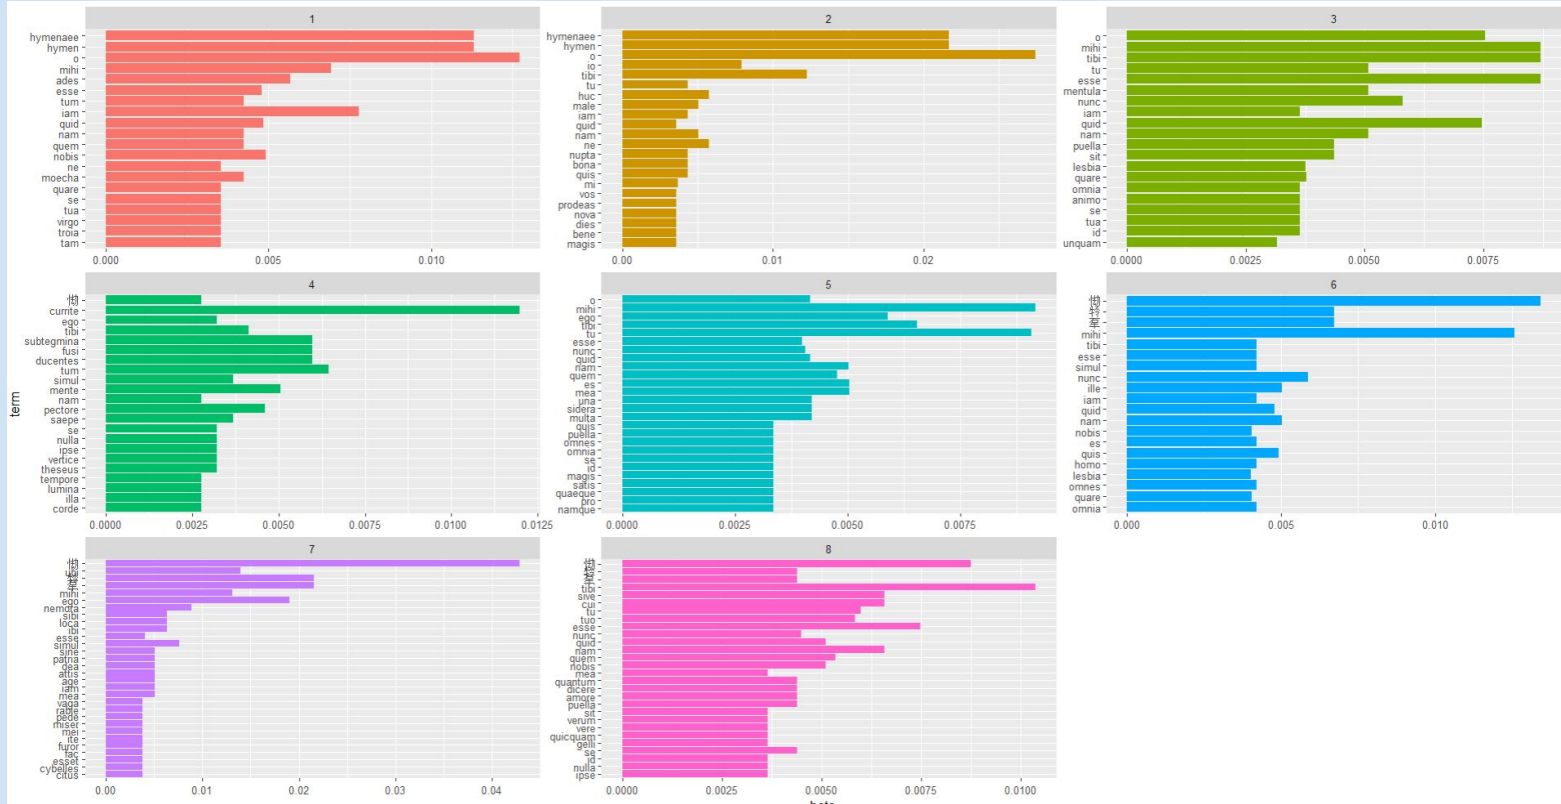 1
hymenaee
hymen
o
mihi
ades
esse
tum
iam
quid
nam
quem
nobis
ne
moecha
quare
se
tua
virgo
troia
tam
0.000 0.005 0.010
2
hymenaee
hymen
o
io
tibi
tu
huc
male
iam
quid
nam
ne
nupta
bona
quis
mi
vos
prodeas
nova
dies
bene
magis
0.00 0.01 0.02
3
o
mihi
tibi
tu
esse
mentula
nunc
iam
quid
nam
puella
sit
lesbia
quare
omnia
animo
se
tua
id
unquam
0.0000 0.0025 0.0050 0.0075
term
4
currite
ego
tibi
subtegmina
fusi
ducentes
tum
simul
mente
nam
pectore
saepe
se
nulla
ipse
vertice
theseus
tempore
lumina
illa
corde
0.0000 0.0025 0.0050 0.0075 0.0100 0.0125
5
o
mihi
ego
tibi
tu
esse
nunc
quid
nam
quem
es
mea
una
sidera
multa
quis
puella
omnes
omnia
se
id
magis
satis
quaeque
pro
namque
0.0000 0.0025 0.0050 0.0075
6
mihi
tibi
esse
simul
nunc
ille
iam
quid
nam
nobis
es
quis
homo
lesbia
omnes
quare
omnia
0.000 0.005 0.010
7
mihi
ego
nemora
sibi
loca
ibi
esse
simul
sine
patria
dea
attis
age
iam
mea
vaga
rabie
pede
miser
mei
ite
furor
fac
esset
cybelles
citus
0.00 0.01 0.02 0.03 0.04
8
tibi
sive
cui
tu
tuo
esse
nunc
quid
nam
quem
nobis
mea
quantum
dicere
amore
puella
sit
verum
vere
quicquam
gelli
se
id
nulla
ipse
0.0000 0.0025 0.0050 0.0075 0.0100